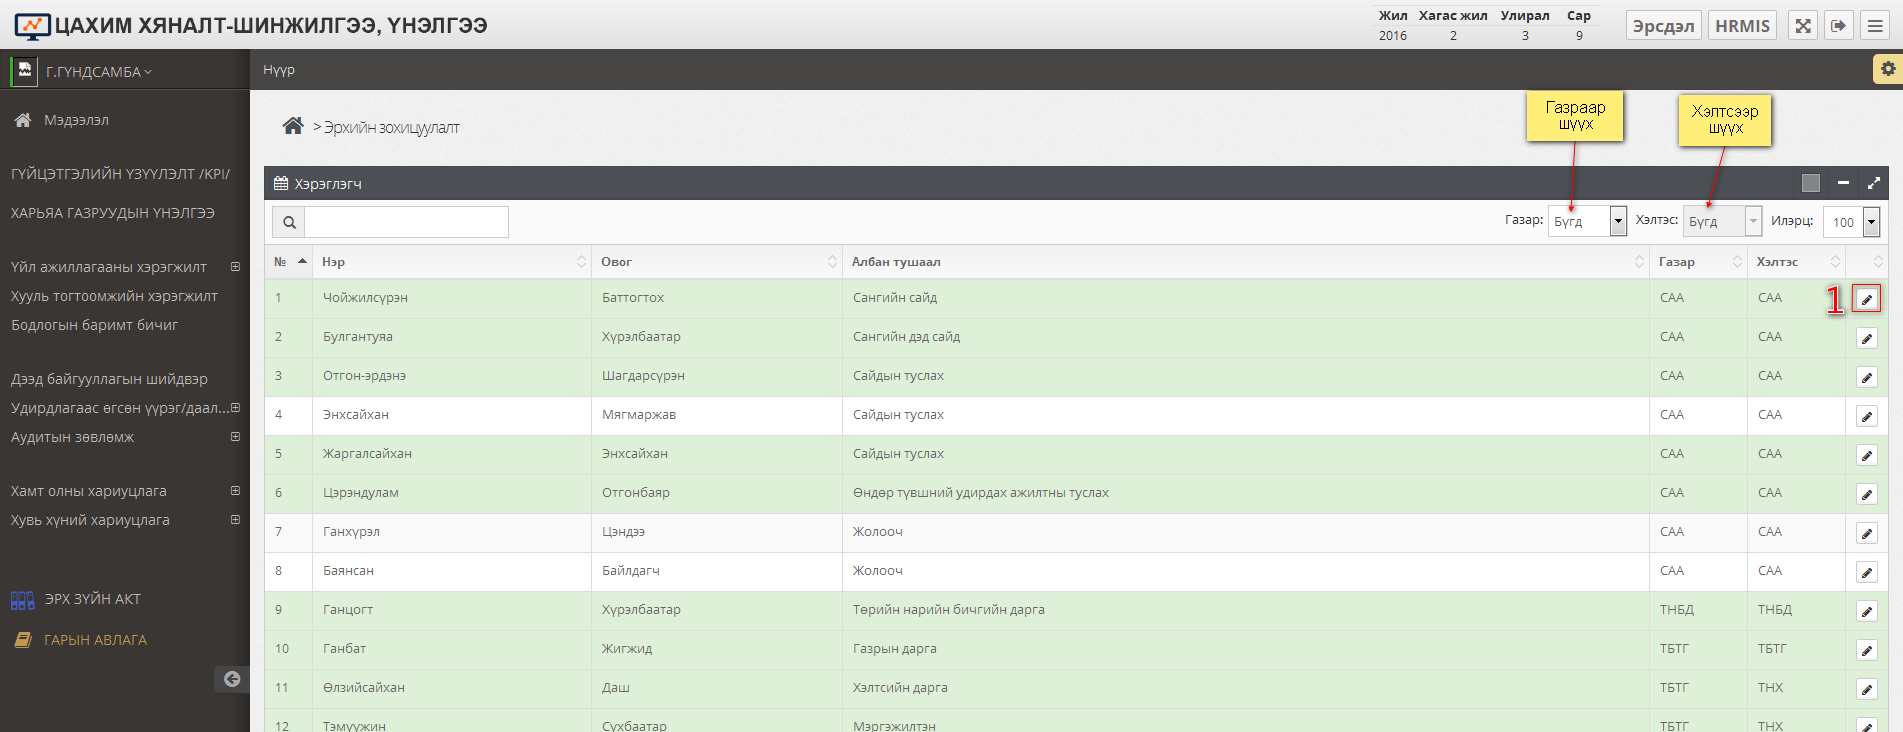 ЦАХИМ ХЯНАЛТ-ШИНЖИЛГЭЭ, ҮНЭЛГЭЭ
Жил Хагас жил Улирал Сар
2016 2 3 9
Эрсдэл HRMIS
Г.ГҮНДСАМБА
Нүүр
Мэдээлэл
ГҮЙЦЭТГЭЛИЙН ҮЗҮҮЛЭЛТ /KPI/
ХАРЬЯА ГАЗРУУДЫН ҮНЭЛГЭЭ
Үйл ажиллагааны хэрэгжилт
Хууль тогтоомжийн хэрэгжилт
Бодлогын баримт бичиг
Дээд байгууллагын шийдвэр
Удирдлагаас өгсөн үүрэг/даал...
Аудитын зөвлөмж
Хамт олны хариуцлага
Хувь хүний хариуцлага
ЭРХ ЗҮЙН АКТ
ГАРЫН АВЛАГА
> Эрхийн зохицуулалт
Газраар
шүүх
Хэлтсээр
шүүх
Хэрэглэгч
Газар: Бүгд Хэлтэс: Бүгд Илэрц: 100
№ Нэр Овог Албан тушаал Газар Хэлтэс
1 Чойжилсүрэн Баттогтох Сангийн сайд САА САА 1
2 Булгантуяа Хүрэлбаатар Сангийн дэд сайд САА САА
3 Отгон-эрдэнэ Шагдарсүрэн Сайдын туслах САА САА
4 Энхсайхан Мягмаржав Сайдын туслах САА САА
5 Жаргалсайхан Энхсайхан Сайдын туслах САА САА
6 Цэрэндулам Отгонбаяр Өндөр түвшний удирдах ажилтны туслах САА САА
7 Ганхүрэл Цэндээ Жолооч САА САА
8 Баянсан Байлдагч Жолооч САА САА
9 Ганцогт Хүрэлбаатар Төрийн нарийн бичгийн дарга ТНБД ТНБД
10 Ганбат Жигжид Газрын дарга ТБТГ ТБТГ
11 Өлзийсайхан Даш Хэлтсийн дарга ТБТГ ТНХ
12 Тэмүүжин Сүхбаатар Мэргэжилтэн ТБТГ ТНХ